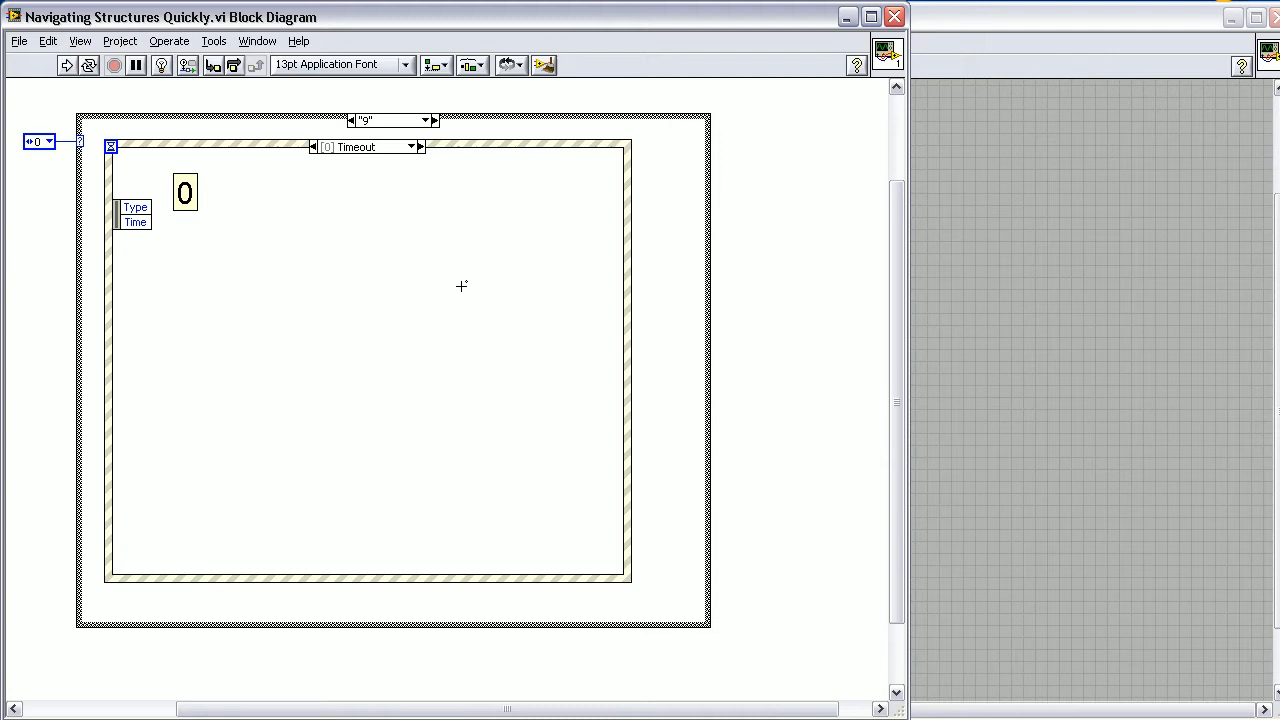 Navigating Structures Quickly.vi Block Diagram
File Edit View Project Operate Tools Window Help
13pt Application Font
1
"9"
0
[0] Timeout
0
Type
Time